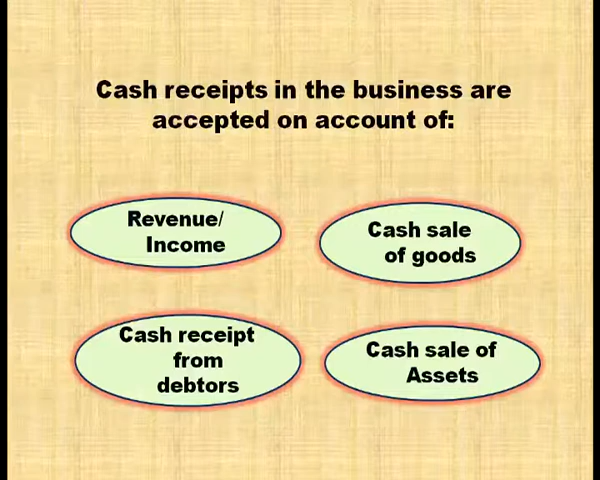 Cash receipts in the business are
accepted on account of:
Revenue/
Income
Cash sale
of goods
Cash receipt
from
debtors
Cash sale of
Assets